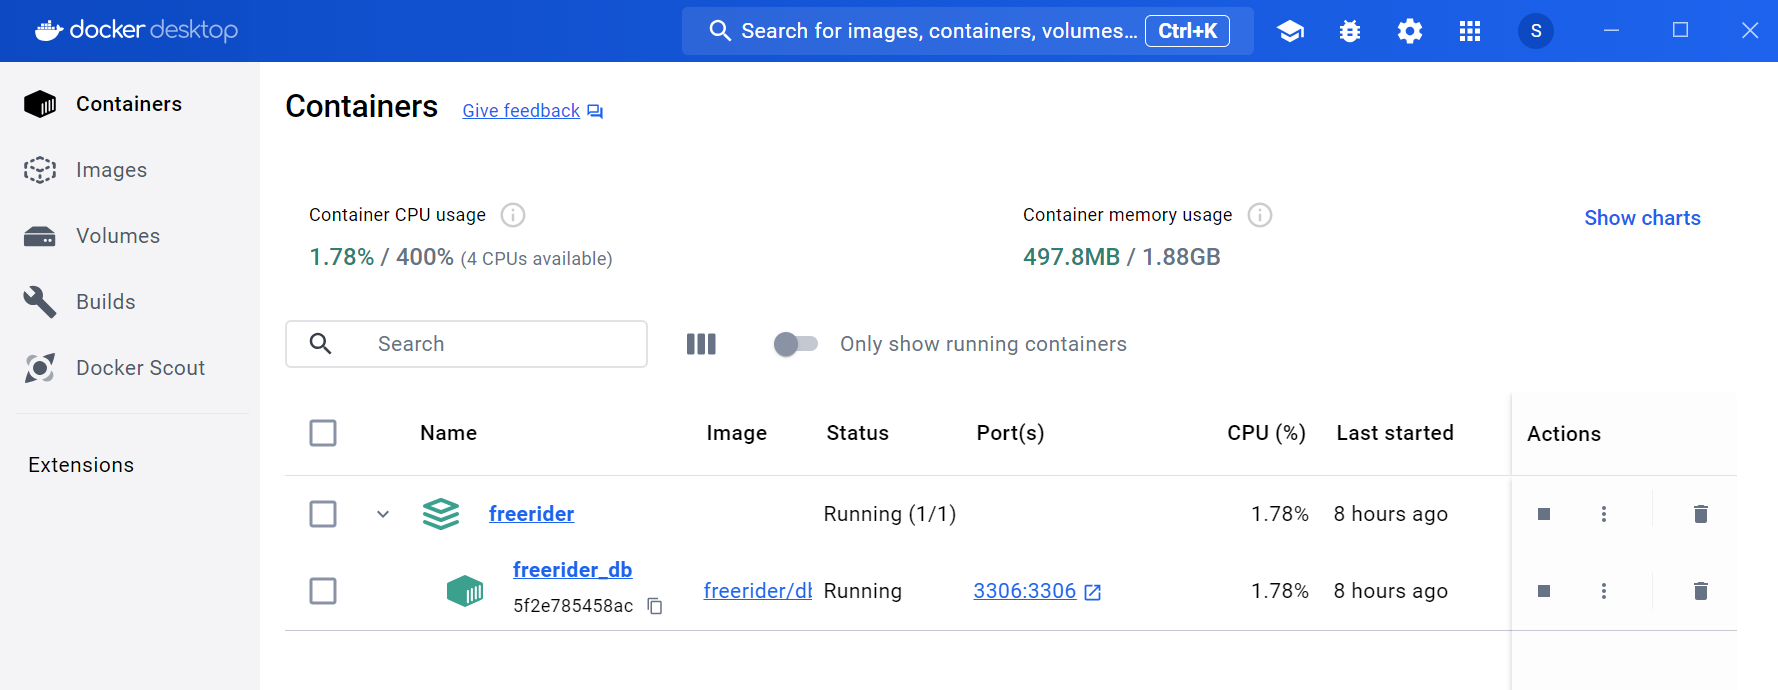 docker desktop
Search for images, containers, volumes... Ctrl+K
S
Containers
Images
Volumes
Builds
Docker Scout
Extensions
Containers Give feedback
Container CPU usage
1.78% / 400% (4 CPUs available)
Container memory usage
497.8MB / 1.88GB
Show charts
Search
Only show running containers
Name Image Status Port(s) CPU (%) Last started Actions
freerider Running (1/1) 1.78% 8 hours ago
freerider_db
5f2e785458ac
freerider/db Running 3306:3306 1.78% 8 hours ago